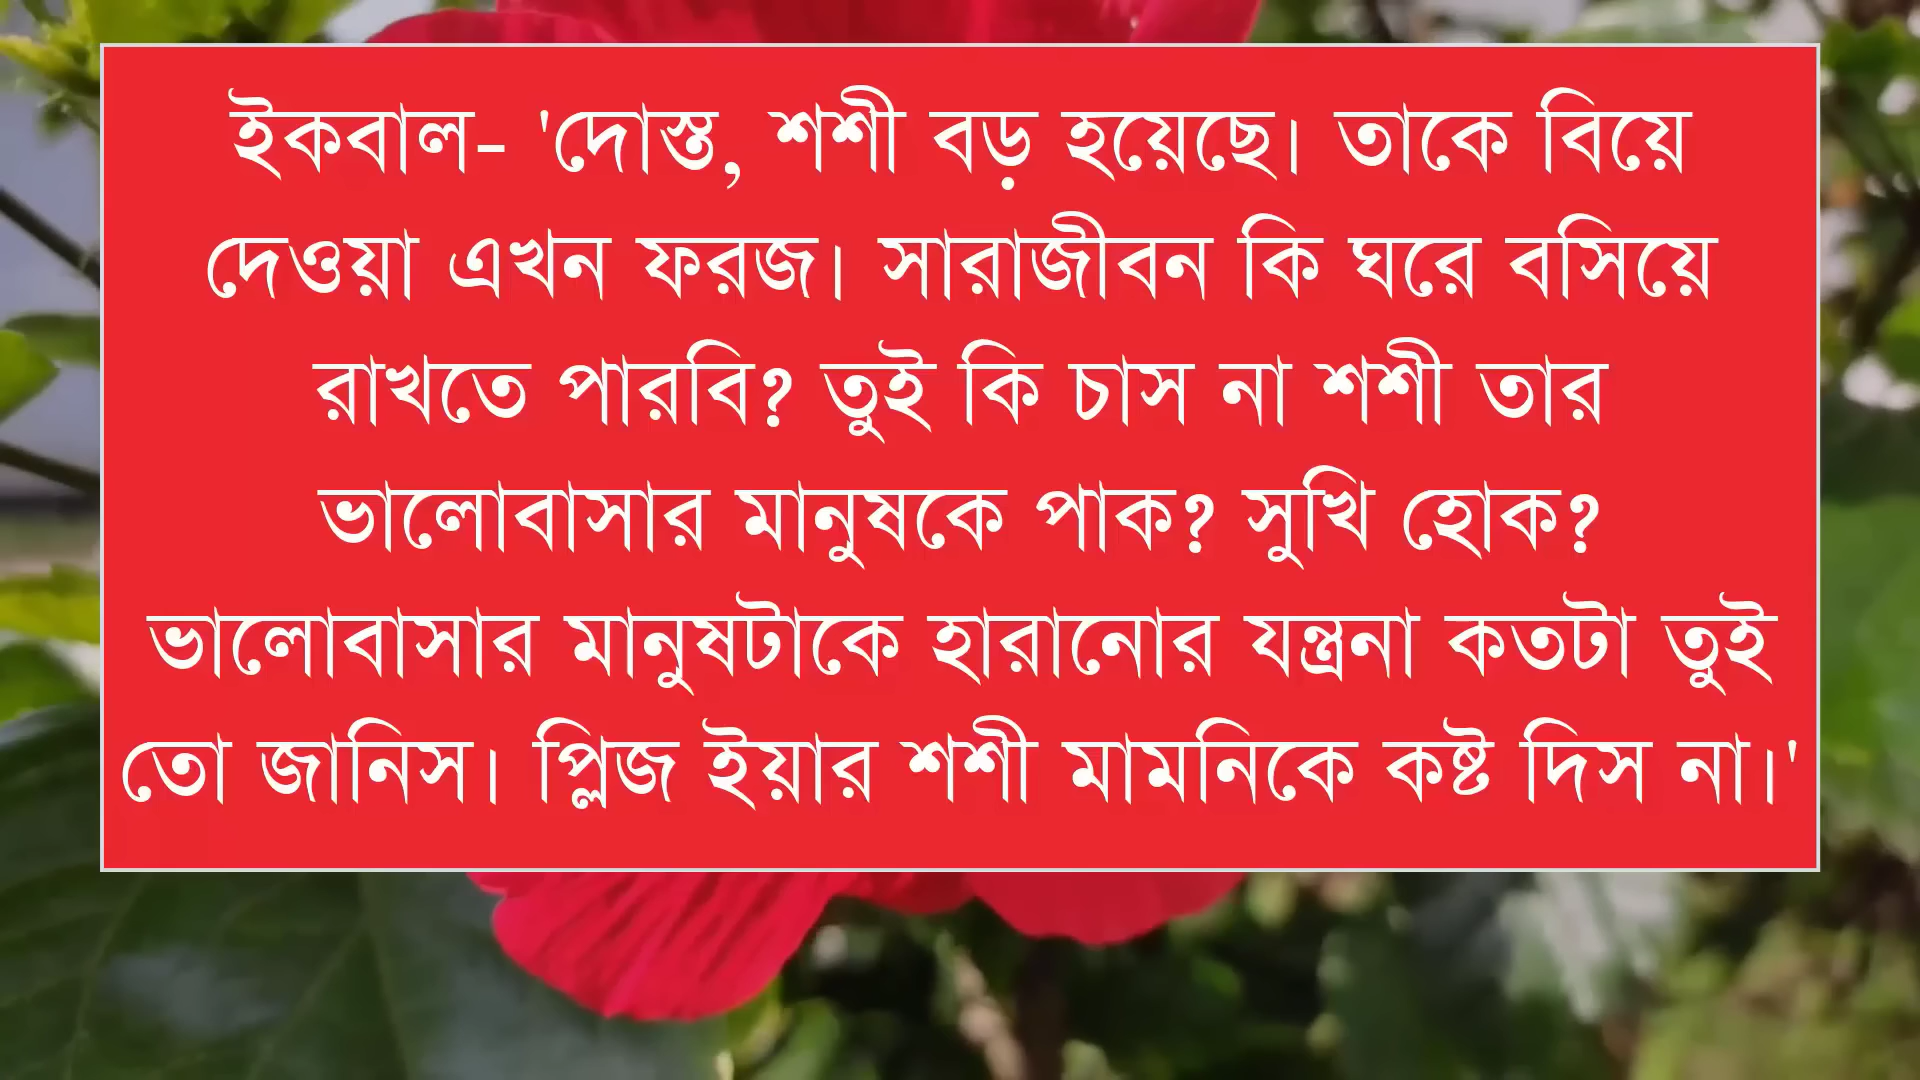 ইকবাল- 'দোস্ত, শশী বড় হয়েছে। তাকে বিয়ে
দেওয়া এখন ফরজ। সারাজীবন কি ঘরে বসিয়ে
রাখতে পারবি? তুই কি চাস না শশী তার
ভালোবাসার মানুষকে পাক? সুখি হোক?
ভালোবাসার মানুষটাকে হারানোর যন্ত্রনা কতটা তুই
তো জানিস। প্লিজ ইয়ার শশী মামনিকে কষ্ট দিস না।'